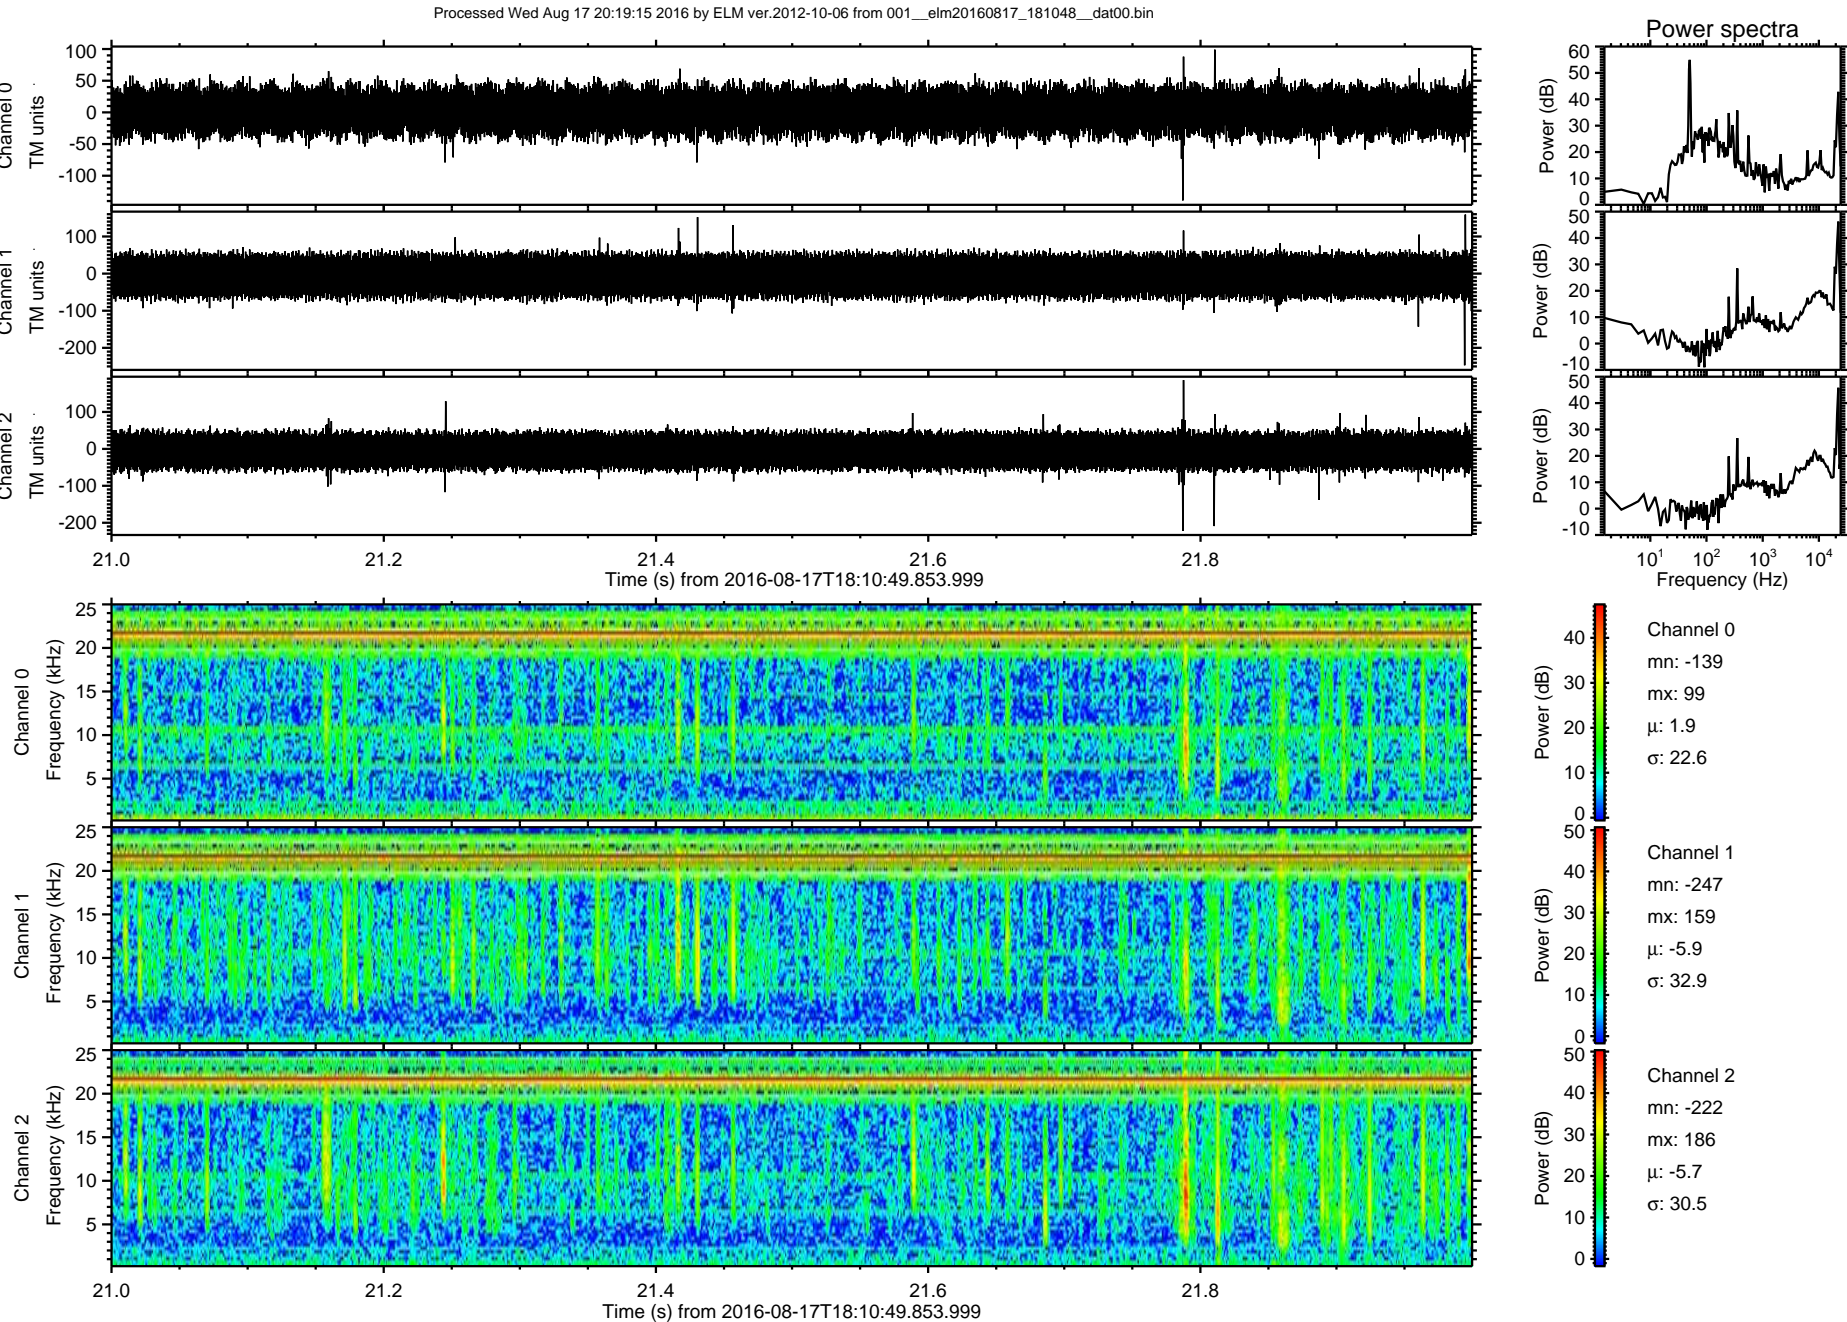 Processed Wed Aug 17 20:19:15 2016 by ELM ver.2012-10-06 from 001__elm20160817_181048__dat00.bin
Power spectra
Channel 0
TM units
100
50
0
-50
-100
Power (dB)
60
50
40
30
20
10
0
Channel 1
TM units
100
0
-100
-200
Power (dB)
50
40
30
20
10
0
-10
Channel 2
TM units
100
0
-100
-200
Power (dB)
50
40
30
20
10
0
-10
21.0 21.2 21.4 21.6 21.8
Time (s) from 2016-08-17T18:10:49.853.999
10¹ 10² 10³ 10⁴
Frequency (Hz)
Channel 0
Frequency (kHz)
25
20
15
10
5
Power (dB)
40
30
20
10
0
Channel 0
mn: -139
mx: 99
μ: 1.9
σ: 22.6
Channel 1
Frequency (kHz)
25
20
15
10
5
Power (dB)
50
40
30
20
10
0
Channel 1
mn: -247
mx: 159
μ: -5.9
σ: 32.9
Channel 2
Frequency (kHz)
25
20
15
10
5
Power (dB)
50
40
30
20
10
0
Channel 2
mn: -222
mx: 186
μ: -5.7
σ: 30.5
21.0 21.2 21.4 21.6 21.8
Time (s) from 2016-08-17T18:10:49.853.999